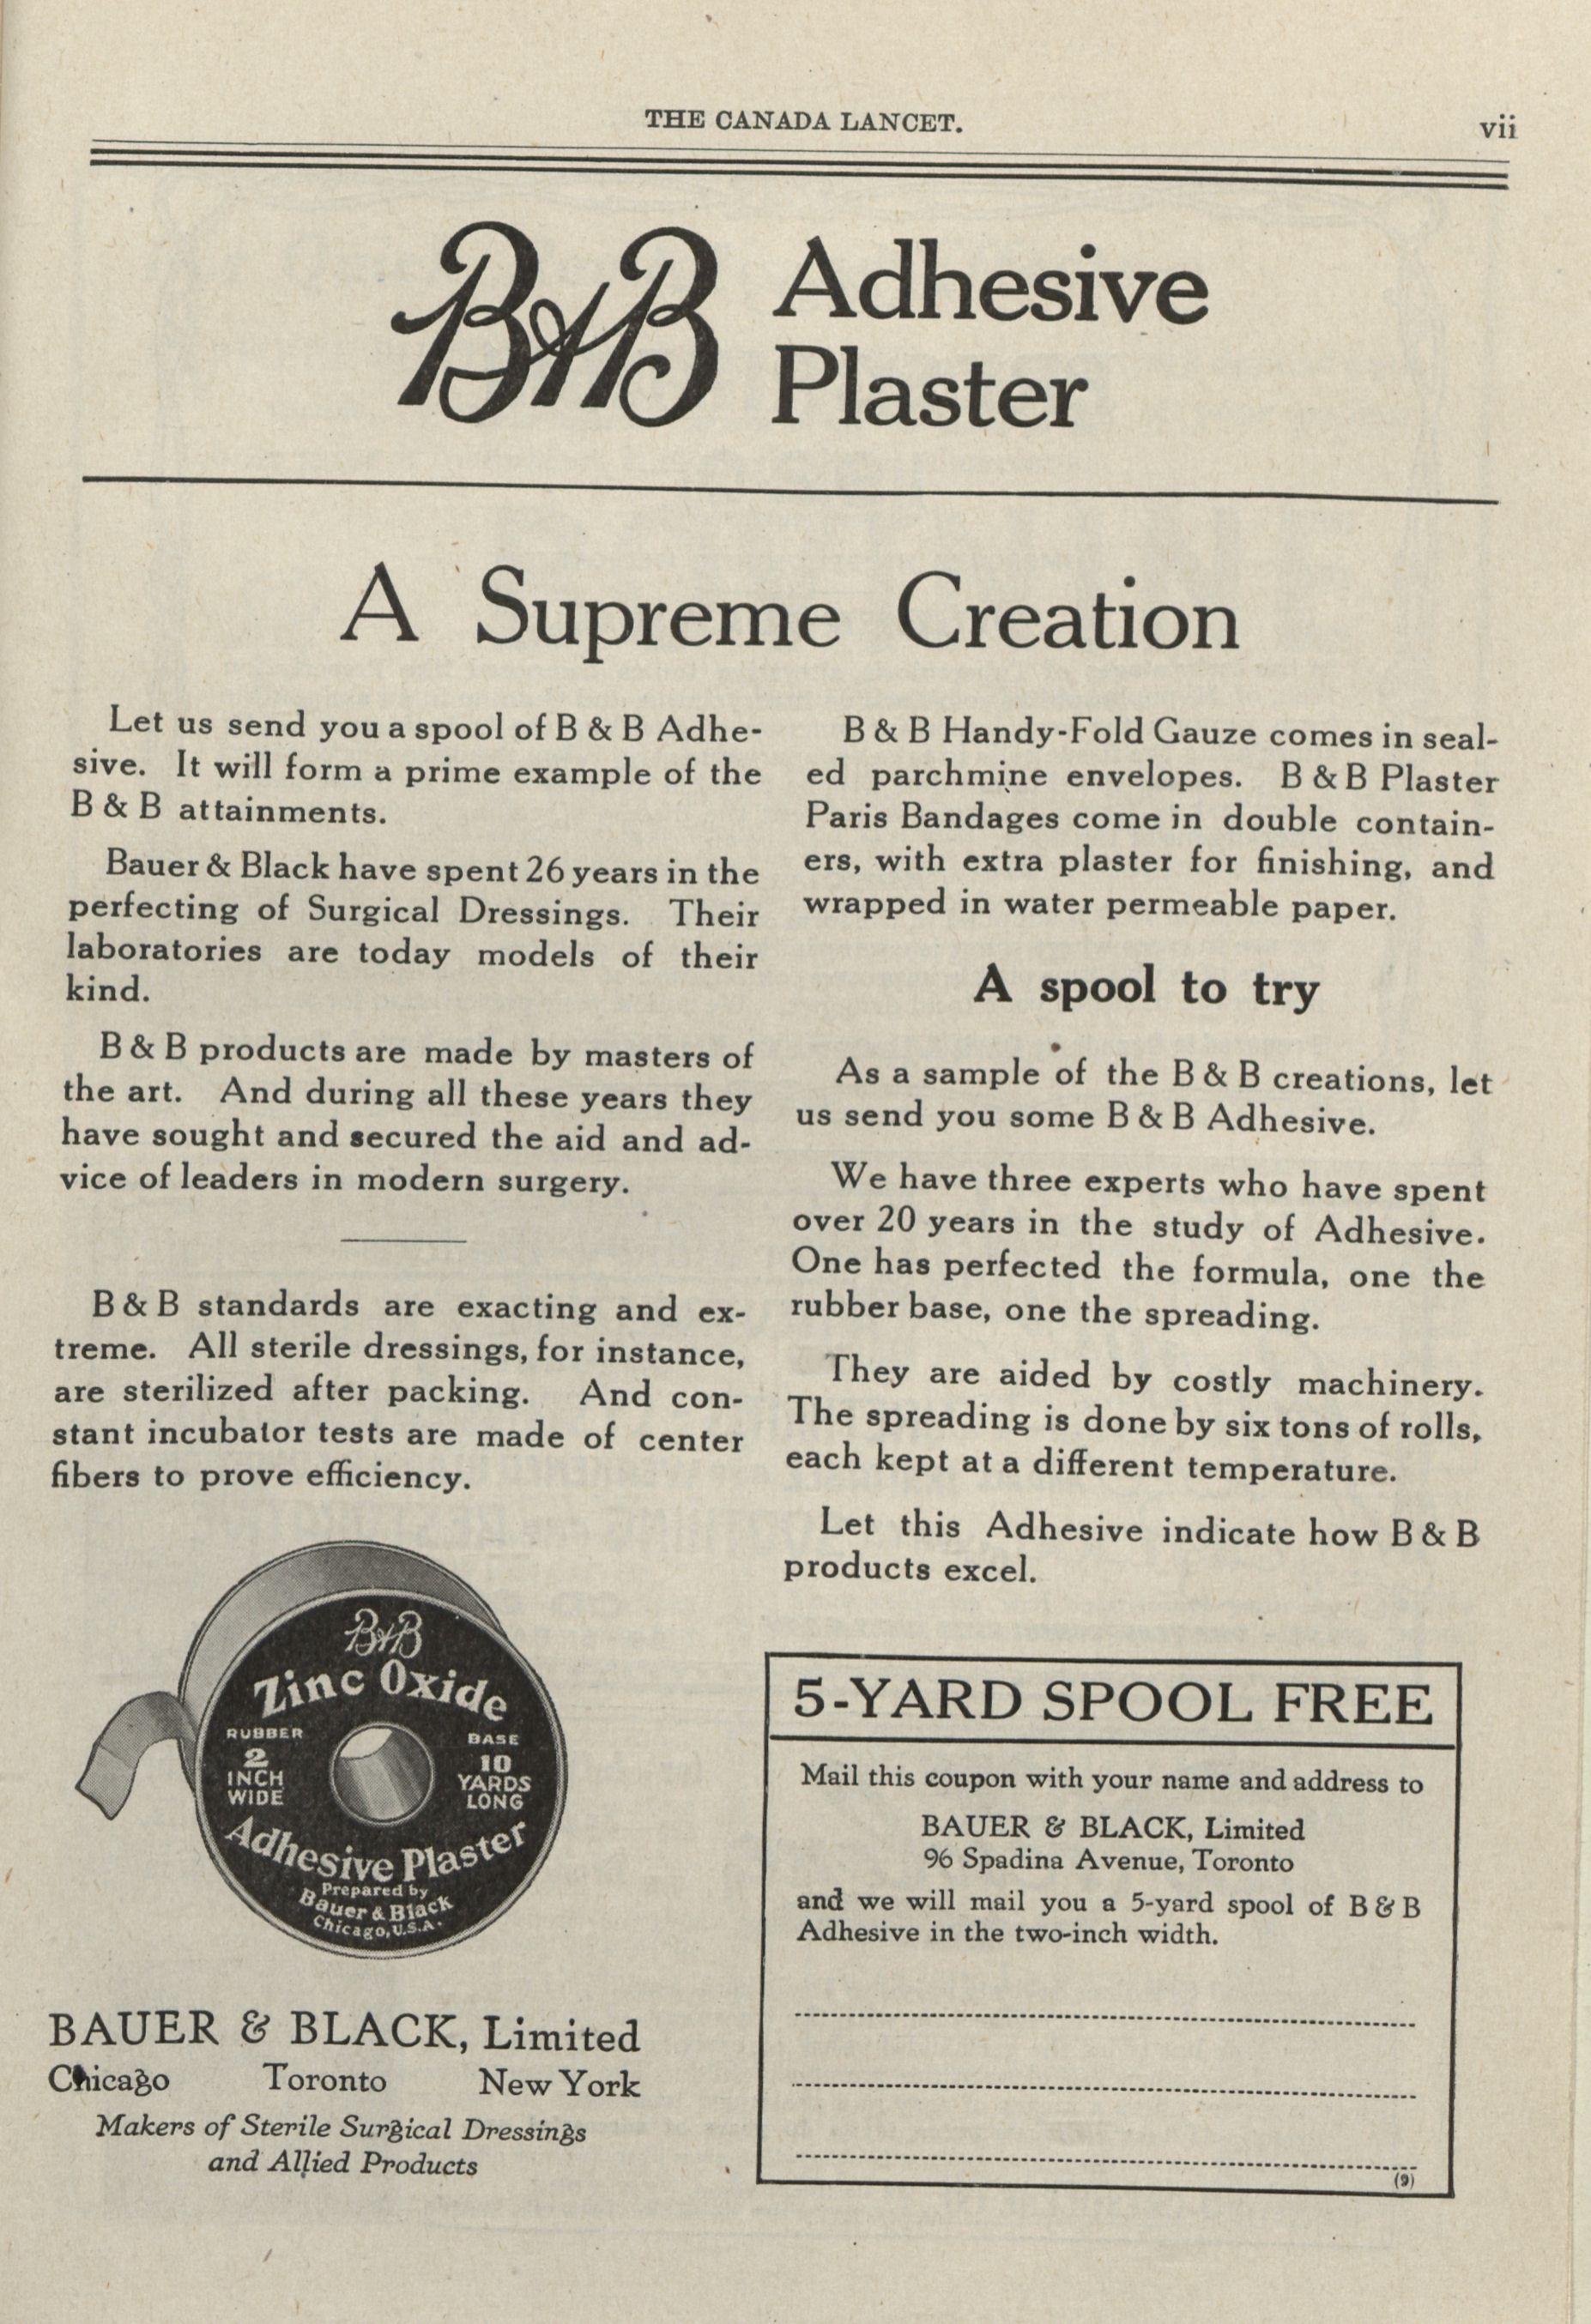 THE CANADA LANCET.
vii
B&B
Adhesive
Plaster
A Supreme Creation
Let us send you a spool of B & B Adhe-
sive. It will form a prime example of the
B & B attainments.
Bauer & Black have spent 26 years in the
perfecting of Surgical Dressings. Their
laboratories are today models of their
kind.
B & B products are made by masters of
the art. And during all these years they
have sought and secured the aid and ad-
vice of leaders in modern surgery.
B & B standards are exacting and ex-
treme. All sterile dressings, for instance,
are sterilized after packing. And con-
stant incubator tests are made of center
fibers to prove efficiency.
B&B
Zinc Oxide
RUBBER BASE
2 INCH WIDE
10 YARDS LONG
Adhesive Plaster
Prepared by
Bauer & Black
Chicago, U.S.A.
BAUER & BLACK, Limited
Chicago Toronto New York
Makers of Sterile Surgical Dressings
and Allied Products
B & B Handy-Fold Gauze comes in seal-
ed parchmine envelopes. B & B Plaster
Paris Bandages come in double contain-
ers, with extra plaster for finishing, and
wrapped in water permeable paper.
A spool to try
As a sample of the B & B creations, let
us send you some B & B Adhesive.
We have three experts who have spent
over 20 years in the study of Adhesive.
One has perfected the formula, one the
rubber base, one the spreading.
They are aided by costly machinery.
The spreading is done by six tons of rolls,
each kept at a different temperature.
Let this Adhesive indicate how B & B
products excel.
5-YARD SPOOL FREE
Mail this coupon with your name and address to
BAUER & BLACK, Limited
96 Spadina Avenue, Toronto
and we will mail you a 5-yard spool of B & B
Adhesive in the two-inch width.
(9)